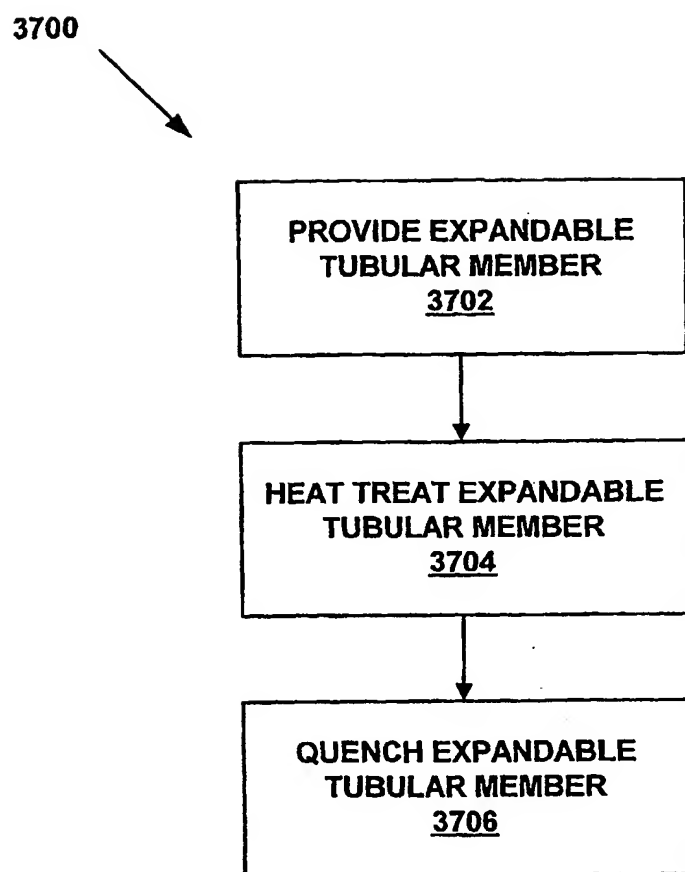 3700
PROVIDE EXPANDABLE
TUBULAR MEMBER
3702
HEAT TREAT EXPANDABLE
TUBULAR MEMBER
3704
QUENCH EXPANDABLE
TUBULAR MEMBER
3706